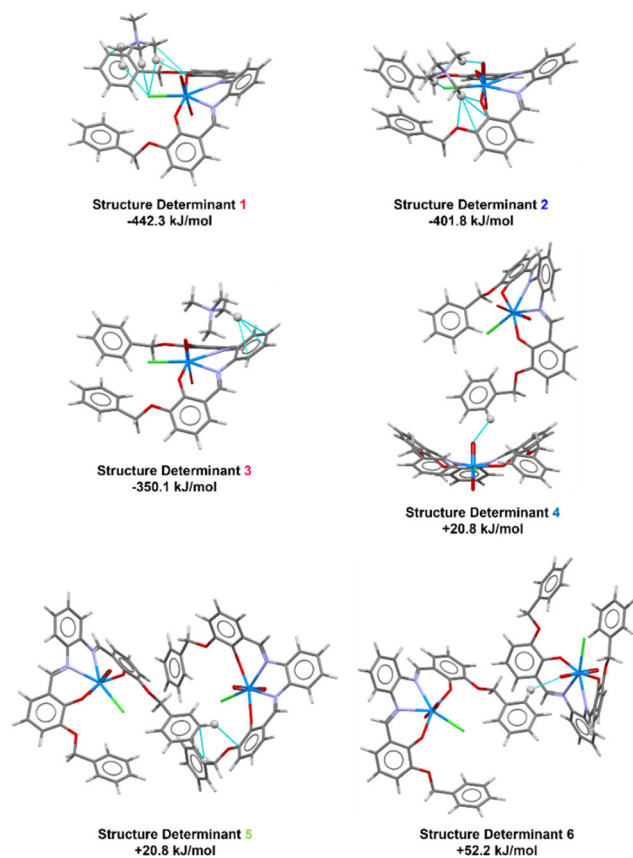 Structure Determinant 1
-442.3 kJ/mol
Structure Determinant 2
-401.8 kJ/mol
Structure Determinant 3
-350.1 kJ/mol
Structure Determinant 4
+20.8 kJ/mol
Structure Determinant 5
+20.8 kJ/mol
Structure Determinant 6
+52.2 kJ/mol